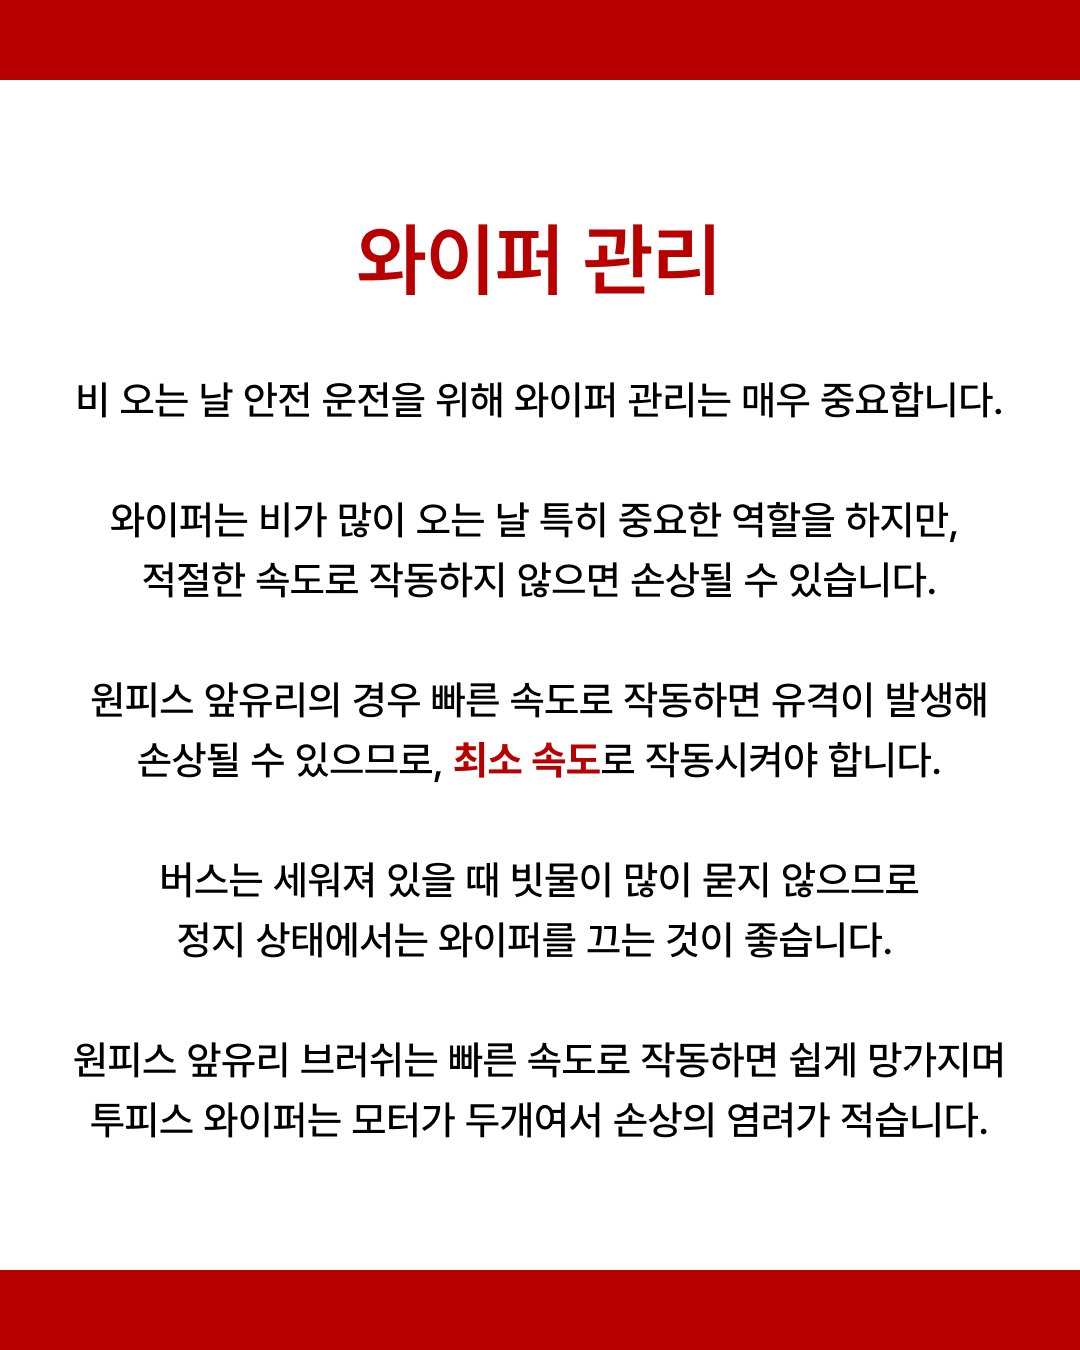 와이퍼 관리
비 오는 날 안전 운전을 위해 와이퍼 관리는 매우 중요합니다.
와이퍼는 비가 많이 오는 날 특히 중요한 역할을 하지만,
적절한 속도로 작동하지 않으면 손상될 수 있습니다.
원피스 앞유리의 경우 빠른 속도로 작동하면 유격이 발생해
손상될 수 있으므로, 최소 속도로 작동시켜야 합니다.
버스는 세워져 있을 때 빗물이 많이 묻지 않으므로
정지 상태에서는 와이퍼를 끄는 것이 좋습니다.
원피스 앞유리 브러쉬는 빠른 속도로 작동하면 쉽게 망가지며
투피스 와이퍼는 모터가 두개여서 손상의 염려가 적습니다.